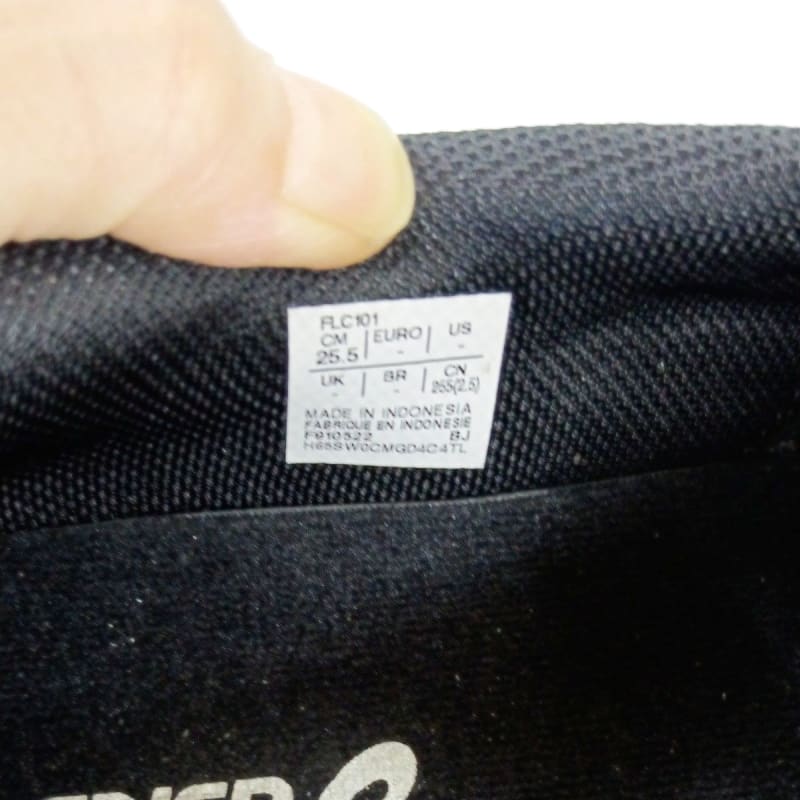 FLC101
CM EURO US
25.5 - -
UK BR CN
- - 255(2.5)
MADE IN INDONESIA
FABRIQUE EN INDONESIE
F910522 BJ